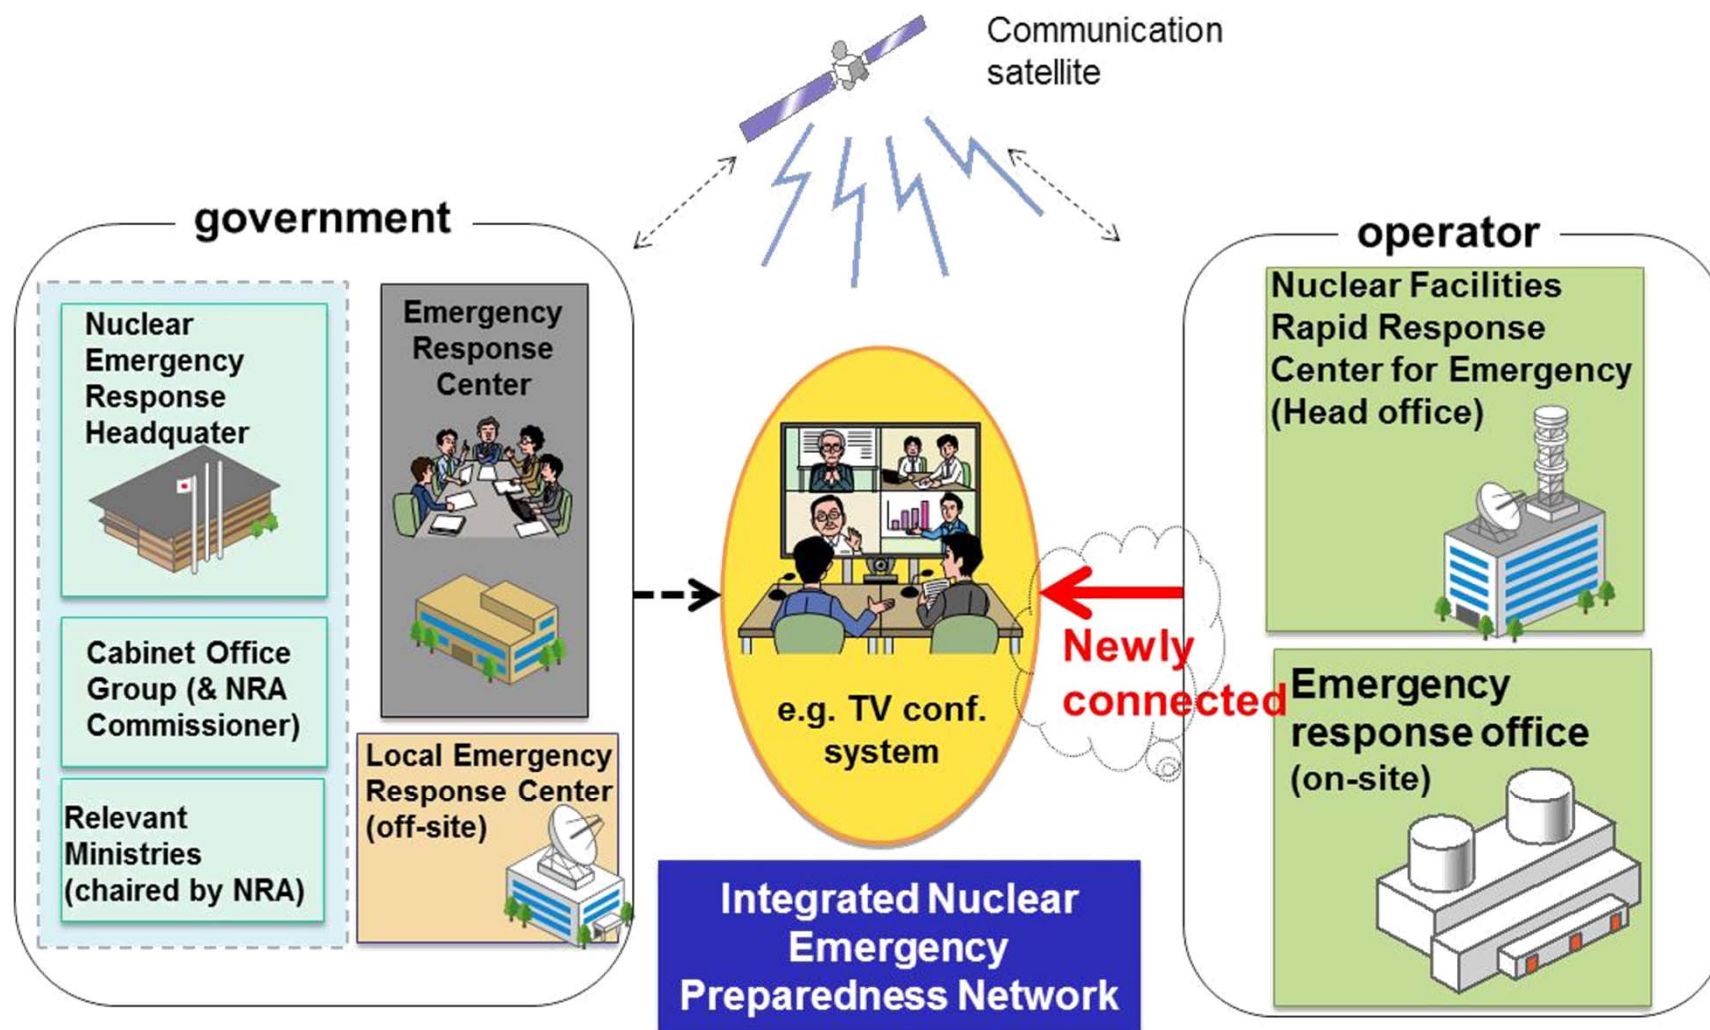 Communication
satellite
government
Nuclear
Emergency
Response
Headquater
Cabinet Office
Group (& NRA
Commissioner)
Relevant
Ministries
(chaired by NRA)
Emergency
Response
Center
Local Emergency
Response Center
(off-site)
e.g. TV conf.
system
Newly
connected
Integrated Nuclear
Emergency
Preparedness Network
operator
Nuclear Facilities
Rapid Response
Center for Emergency
(Head office)
Emergency
response office
(on-site)